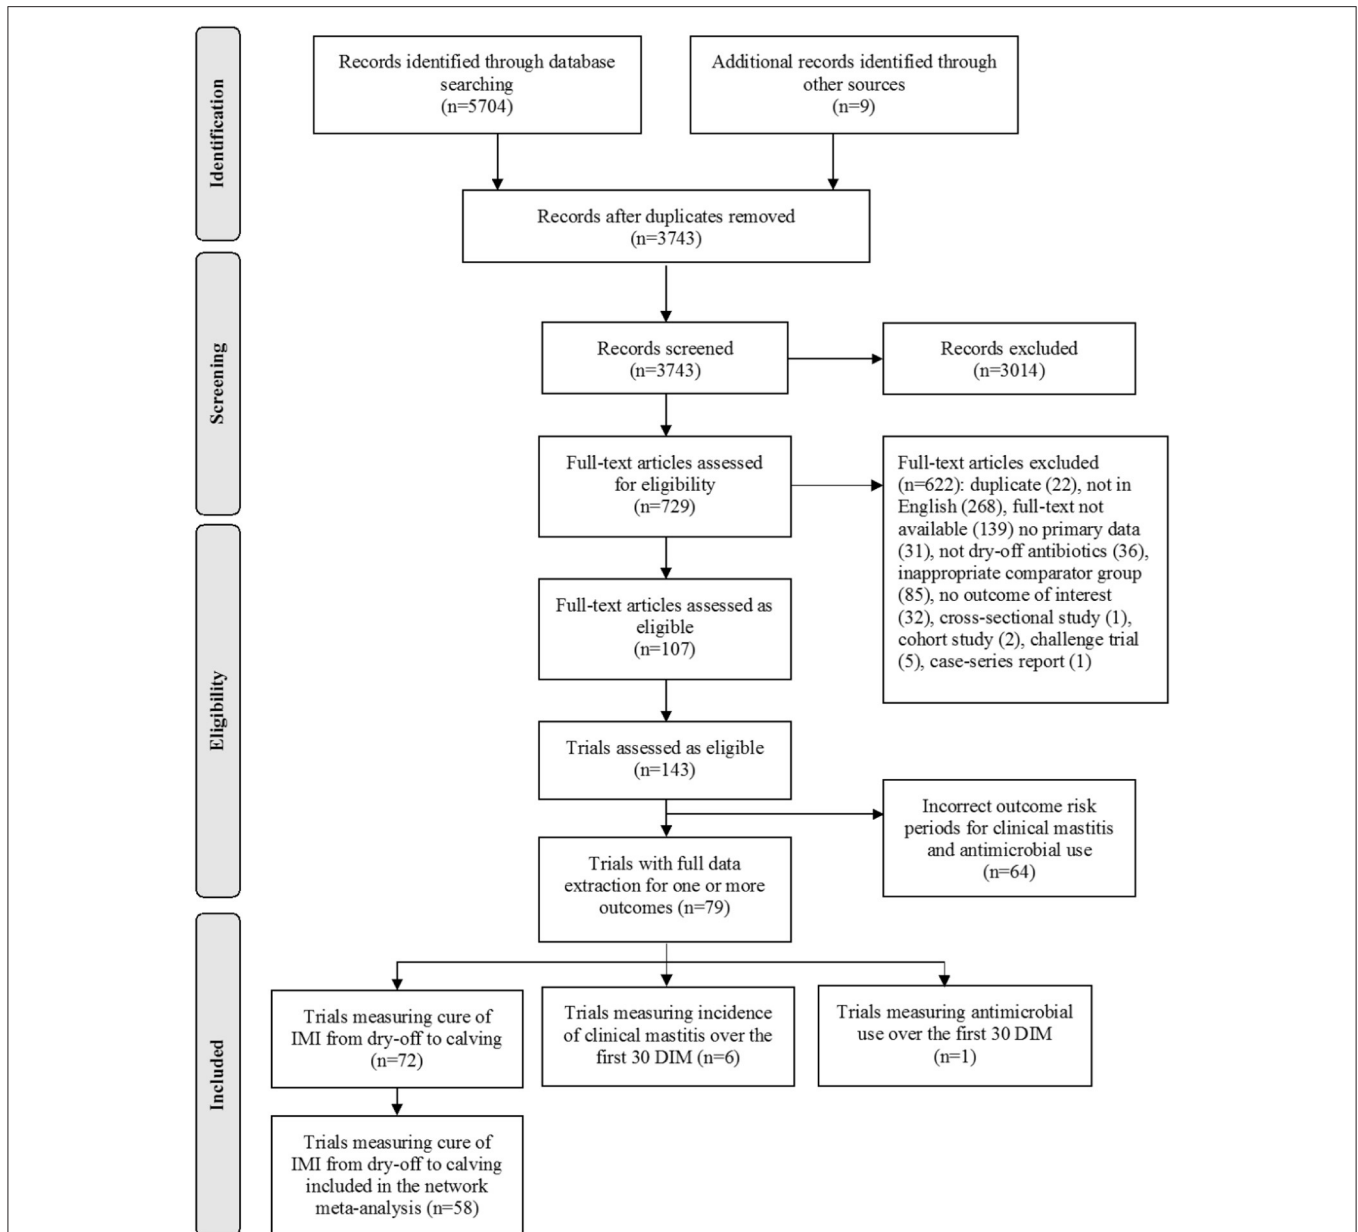 Identification
Records identified through database
searching
(n=5704)
Additional records identified through
other sources
(n=9)
Records after duplicates removed
(n=3743)
Screening
Records screened
(n=3743)
Records excluded
(n=3014)
Full-text articles assessed
for eligibility
(n=729)
Full-text articles excluded
(n=622): duplicate (22), not in
English (268), full-text not
available (139) no primary data
(31), not dry-off antibiotics (36),
inappropriate comparator group
(85), no outcome of interest
(32), cross-sectional study (1),
cohort study (2), challenge trial
(5), case-series report (1)
Eligibility
Full-text articles assessed as
eligible
(n=107)
Trials assessed as eligible
(n=143)
Incorrect outcome risk
periods for clinical mastitis
and antimicrobial use
(n=64)
Trials with full data
extraction for one or more
outcomes (n=79)
Included
Trials measuring cure of
IMI from dry-off to calving
(n=72)
Trials measuring incidence
of clinical mastitis over the
first 30 DIM (n=6)
Trials measuring antimicrobial
use over the first 30 DIM
(n=1)
Trials measuring cure of
IMI from dry-off to calving
included in the network
meta-analysis (n=58)